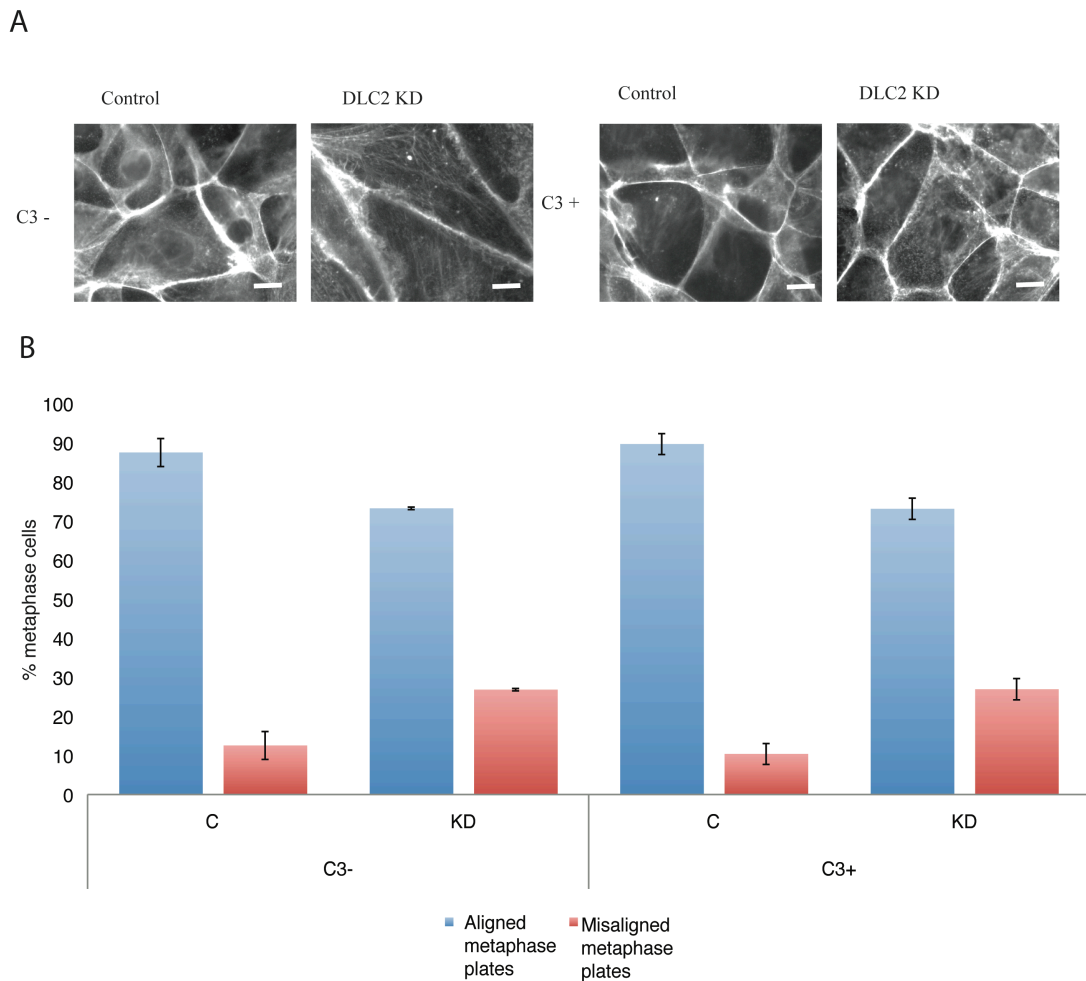 A
Control
DLC2 KD
Control
DLC2 KD
C3 -
C3 +
B
% metaphase cells
100
90
80
70
60
50
40
30
20
10
0
C
KD
C
KD
C3-
C3+
Aligned
metaphase
plates
Misaligned
metaphase
plates